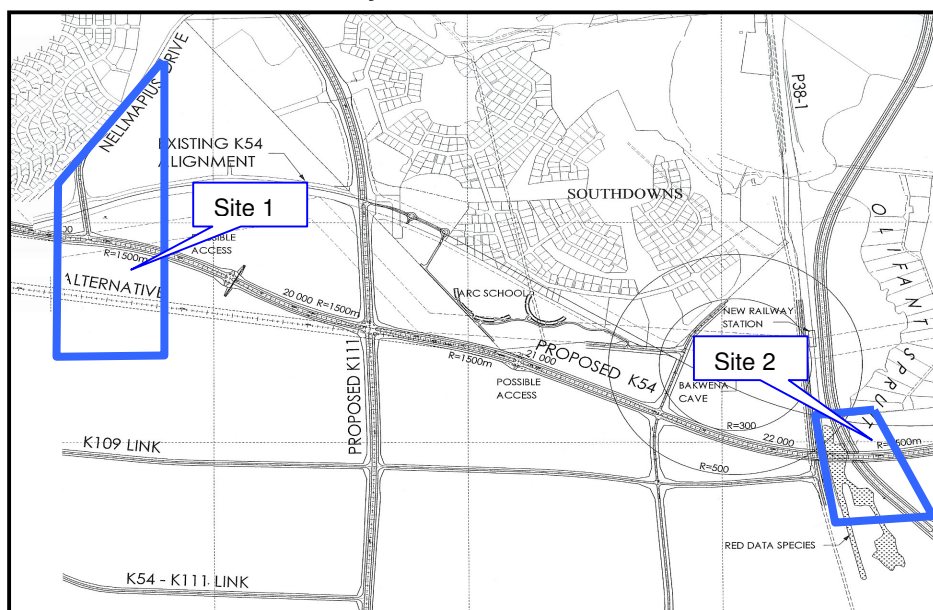 NELLMAPIUS DRIVE
EXISTING K54
ALIGNMENT
Site 1
POSSIBLE
ACCESS
R=1500m
ALTERNATIVE
20 000 R=1500m
PROPOSED K111
ARC SCHOOL
SOUTHDOWNS
P38-1
OLIFANT SPRUIT
NEW RAILWAY
STATION
Site 2
PROPOSED K54
R=1500m
21 000
POSSIBLE
ACCESS
BAKWENA
CAVE
R=300
22 000
R=500
K109 LINK
RED DATA SPECIES
K54 - K111 LINK